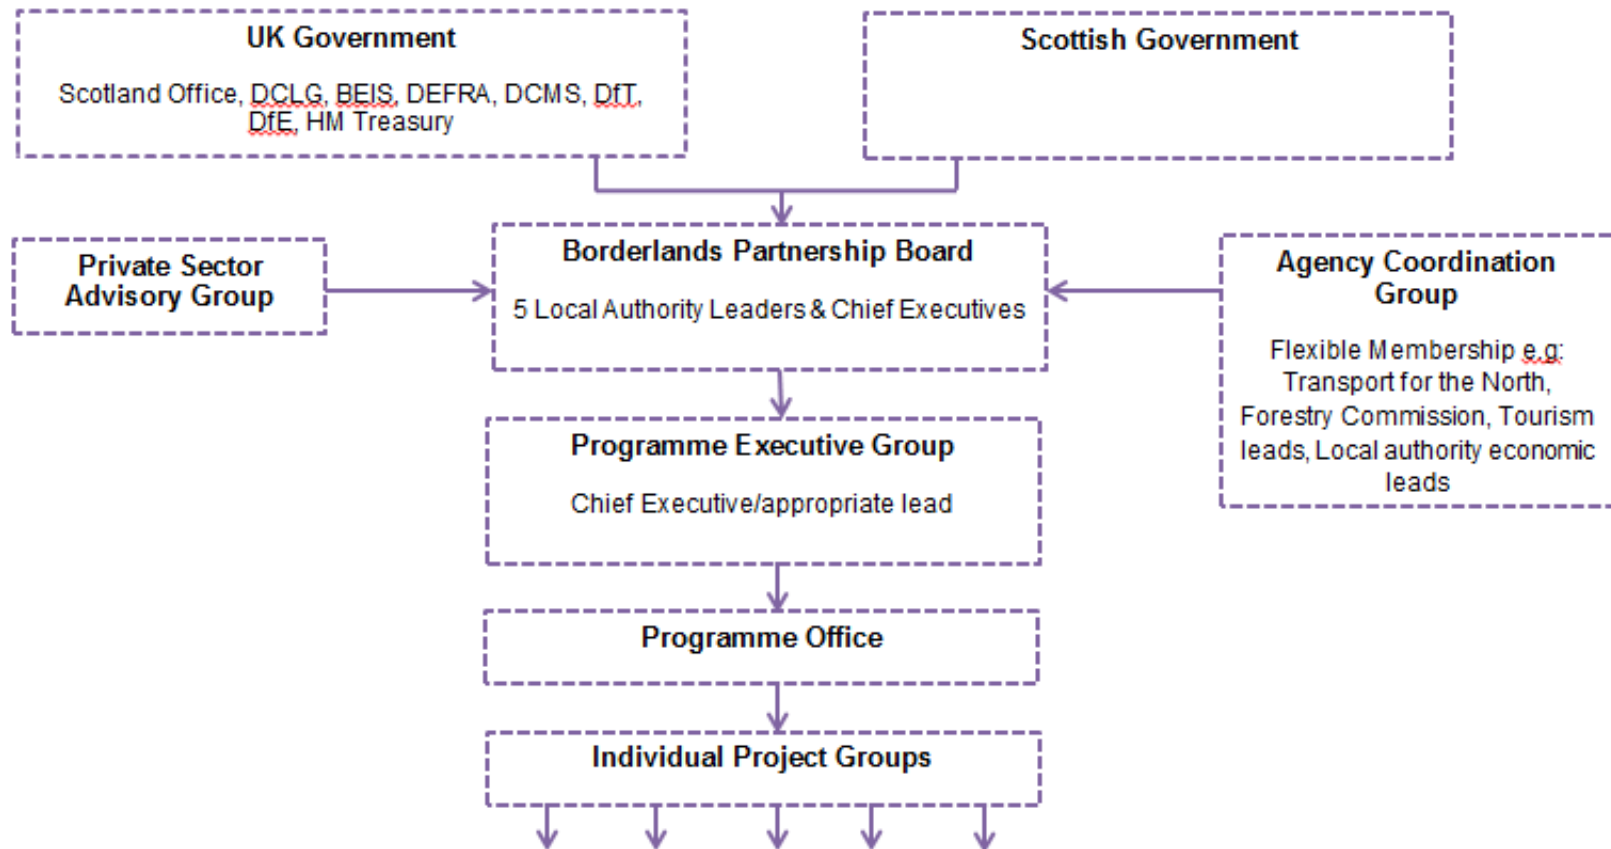 UK Government
Scotland Office, DCLG, BEIS, DEFRA, DCMS, DfT,
DfE, HM Treasury
Scottish Government
Private Sector
Advisory Group
Borderlands Partnership Board
5 Local Authority Leaders & Chief Executives
Agency Coordination
Group
Flexible Membership e.g:
Transport for the North,
Forestry Commission, Tourism
leads, Local authority economic
leads
Programme Executive Group
Chief Executive/appropriate lead
Programme Office
Individual Project Groups